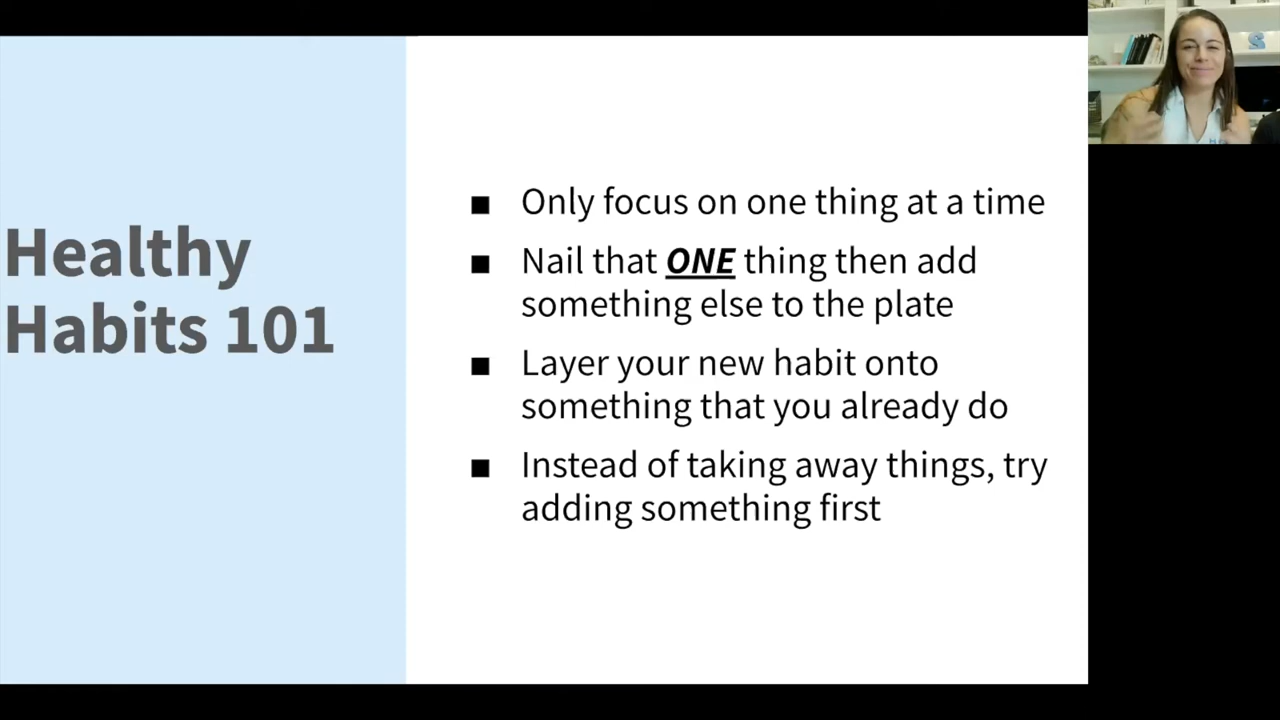 Healthy
Habits 101
■ Only focus on one thing at a time
■ Nail that ONE thing then add
something else to the plate
■ Layer your new habit onto
something that you already do
■ Instead of taking away things, try
adding something first